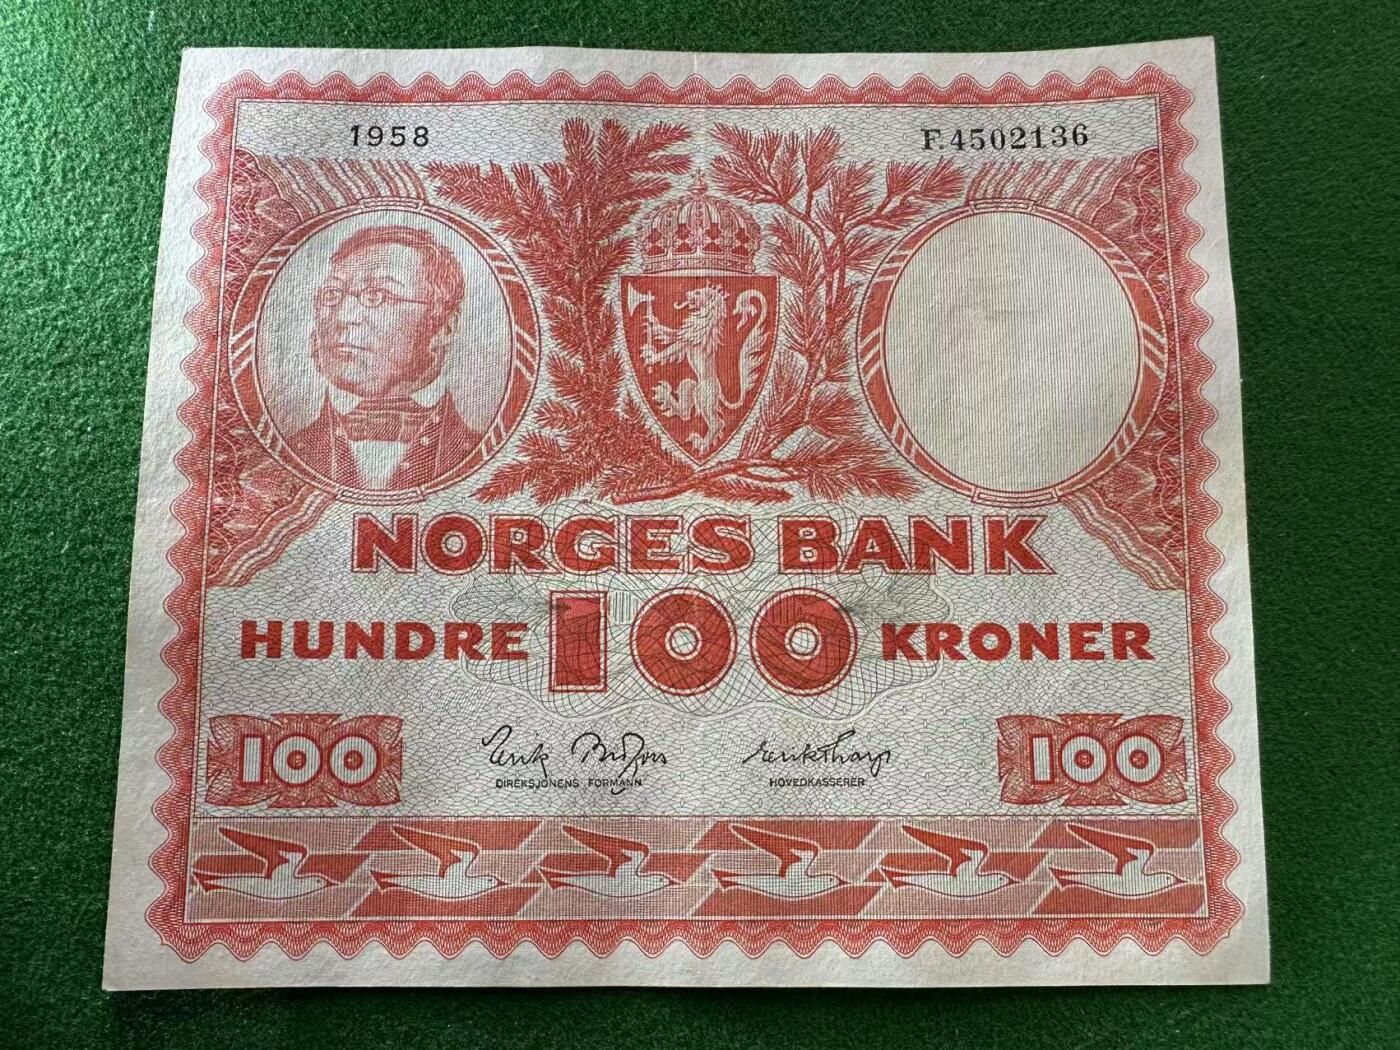 1958
F.4502136
NORGES BANK
HUNDRE 100 KRONER
100
100
DIREKSJONENS FORMANN
HOVEDKASSERER